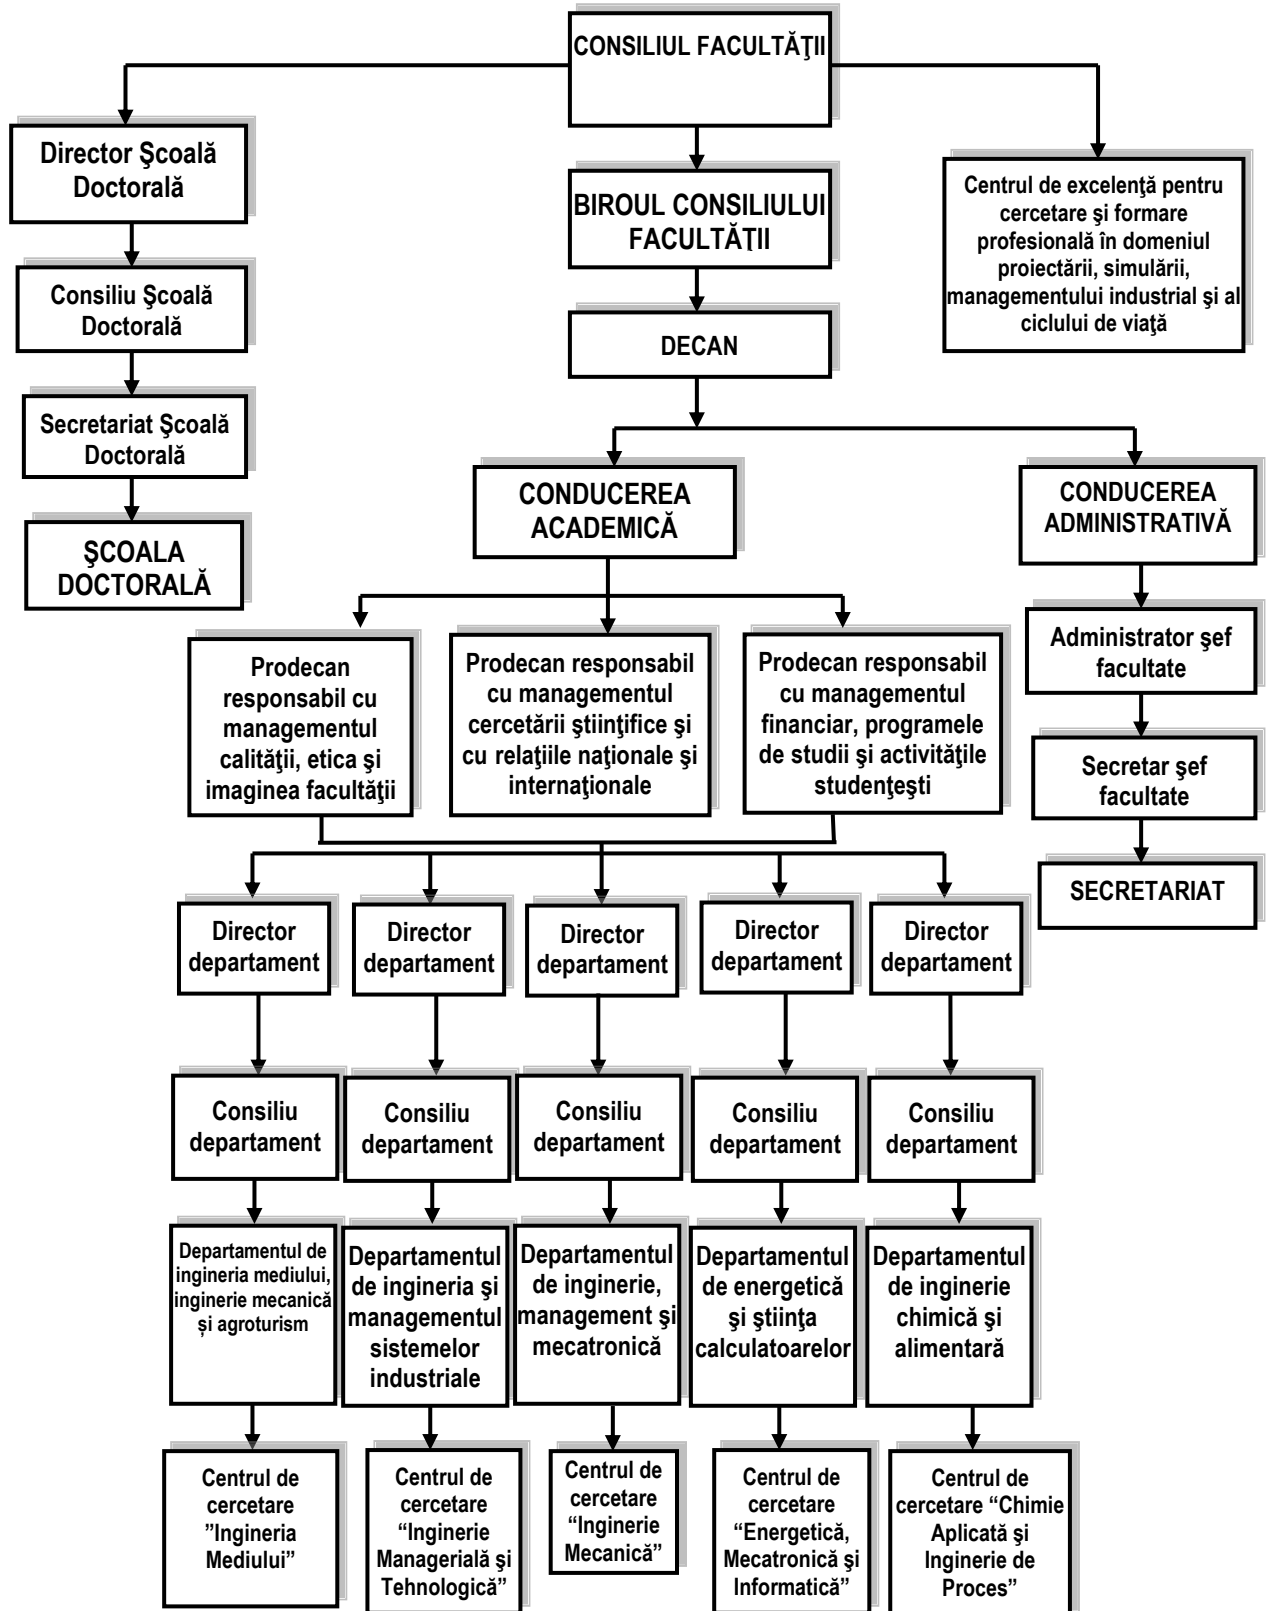 CONSILIUL FACULTĂŢII
Director Şcoală
Doctorală
Consiliu Şcoală
Doctorală
Secretariat Şcoală
Doctorală
ŞCOALA
DOCTORALĂ
BIROUL CONSILIULUI
FACULTĂŢII
DECAN
Centrul de excelenţă pentru
cercetare şi formare
profesională în domeniul
proiectării, simulării,
managementului industrial şi al
ciclului de viaţă
CONDUCEREA
ACADEMICĂ
CONDUCEREA
ADMINISTRATIVĂ
Prodecan
responsabil cu
managementul
calităţii, etica şi
imaginea facultăţii
Prodecan responsabil
cu managementul
cercetării ştiinţifice şi
cu relaţiile naţionale şi
internaţionale
Prodecan responsabil
cu managementul
financiar, programele
de studii şi activităţile
studenţeşti
Administrator şef
facultate
Secretar şef
facultate
SECRETARIAT
Director
departament
Director
departament
Director
departament
Director
departament
Director
departament
Consiliu
departament
Consiliu
departament
Consiliu
departament
Consiliu
departament
Consiliu
departament
Departamentul de
ingineria mediului,
inginerie mecanică
și agroturism
Departamentul
de ingineria şi
managementul
sistemelor
industriale
Departamentul
de inginerie,
management şi
mecatronică
Departamentul
de energetică
şi ştiinţa
calculatoarelor
Departamentul
de inginerie
chimică şi
alimentară
Centrul de
cercetare
”Ingineria
Mediului”
Centrul de
cercetare
“Inginerie
Managerială şi
Tehnologică”
Centrul de
cercetare
“Inginerie
Mecanică”
Centrul de
cercetare
“Energetică,
Mecatronică şi
Informatică”
Centrul de
cercetare “Chimie
Aplicată şi
Inginerie de
Proces”